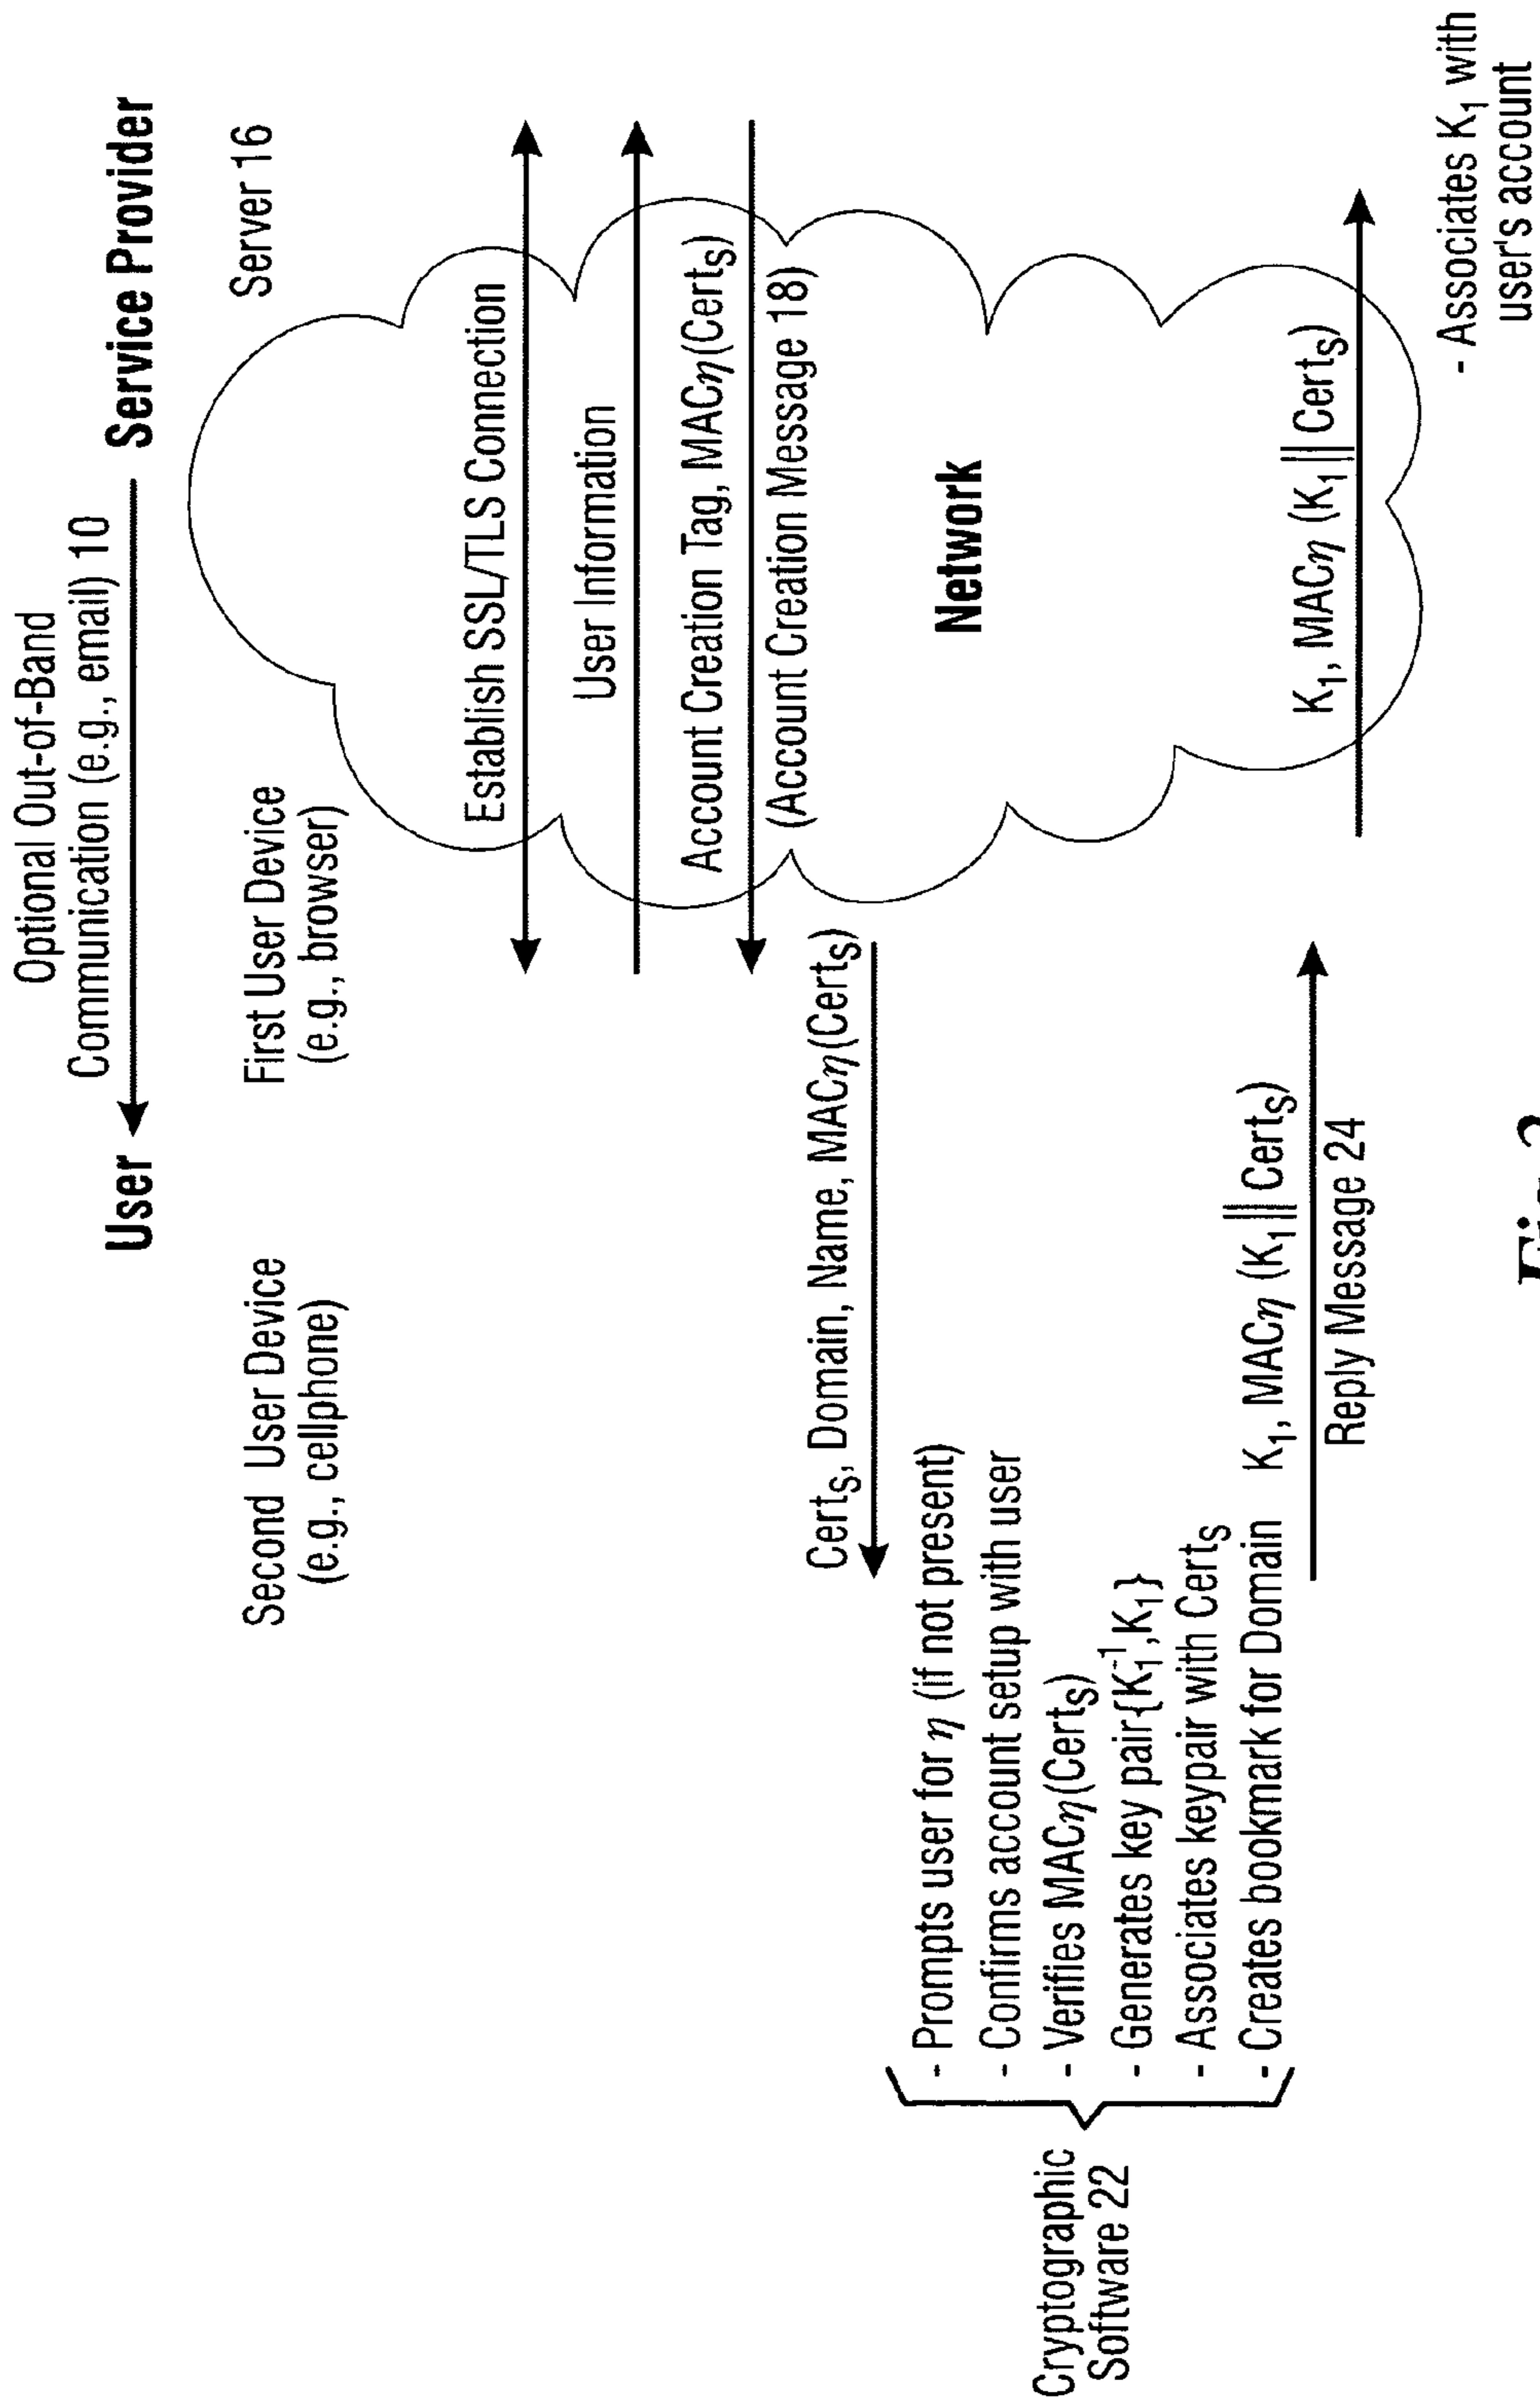 Optional Out-of-Band
Communication (e.g., email) 10
User
Service Provider
Second User Device
(e.g., cellphone)
First User Device
(e.g., browser)
Server 16
Establish SSL/TLS Connection
User Information
Account Creation Tag, MACη(Certₛ)
(Account Creation Message 18)
Certₛ, Domain, Name, MACη(Certₛ)
Network
Cryptographic
Software 22
- Prompts user for η (if not present)
- Confirms account setup with user
- Verifies MACη(Certₛ)
- Generates key pair{K₁⁻¹,K₁}
- Associates keypair with Certₛ
- Creates bookmark for Domain
K₁, MACη (K₁|| Certₛ)
Reply Message 24
K₁, MACη (K₁|| Certₛ)
- Associates K₁ with
user's account